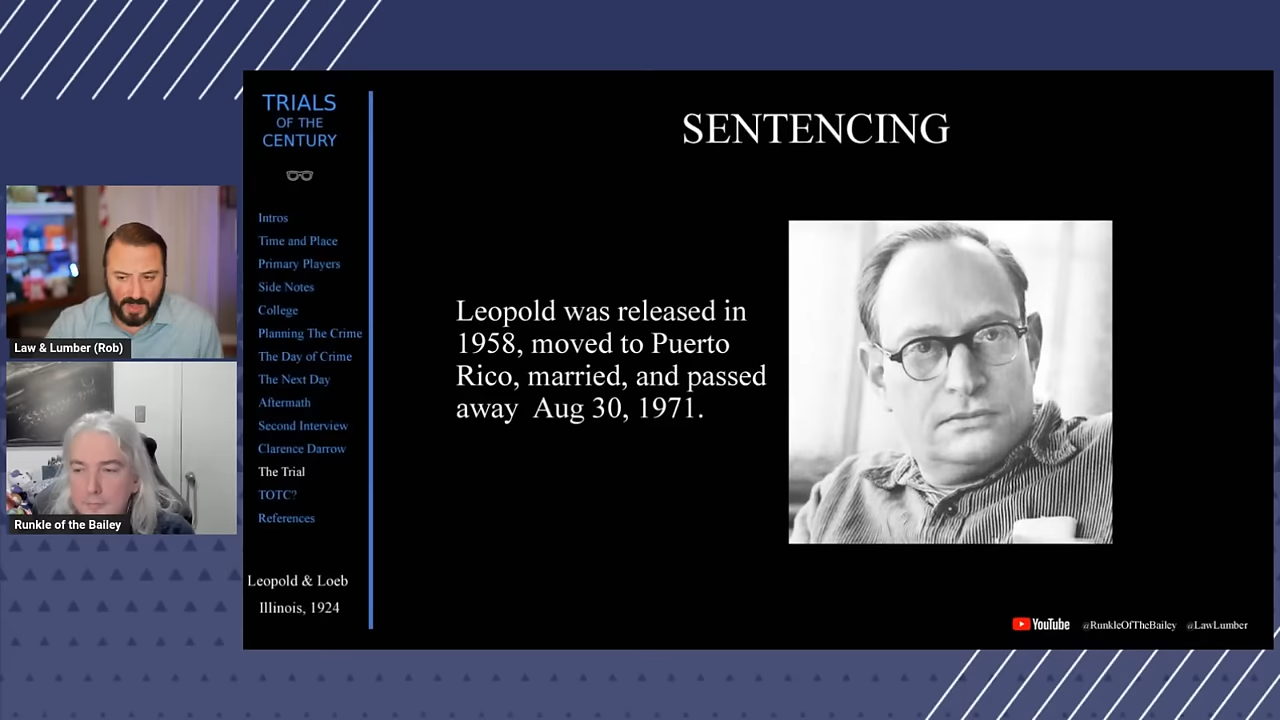 TRIALS
OF THE
CENTURY
Intros
Time and Place
Primary Players
Side Notes
College
Planning The Crime
The Day of Crime
The Next Day
Aftermath
Second Interview
Clarence Darrow
The Trial
TOTC?
References
Leopold & Loeb
Illinois, 1924
SENTENCING
Leopold was released in
1958, moved to Puerto
Rico, married, and passed
away Aug 30, 1971.
YouTube @RunkleOfTheBailey @LawLumber
Law & Lumber (Rob)
Runkle of the Bailey